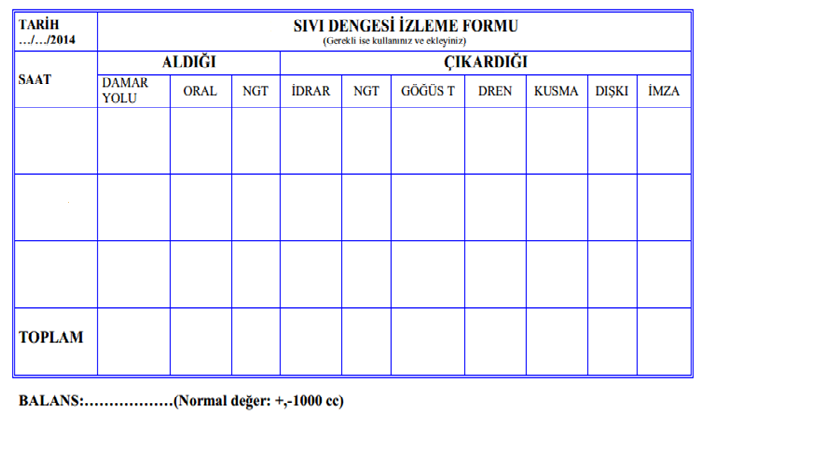 TARİH
…/…/2014
SIVI DENGESİ İZLEME FORMU
(Gerekli ise kullanınız ve ekleyiniz)
SAAT
ALDIĞI
ÇIKARDIĞI
DAMAR
YOLU
ORAL
NGT
İDRAR
NGT
GÖĞÜS T
DREN
KUSMA
DIŞKI
İMZA
TOPLAM
BALANS:………………(Normal değer: +,-1000 cc)